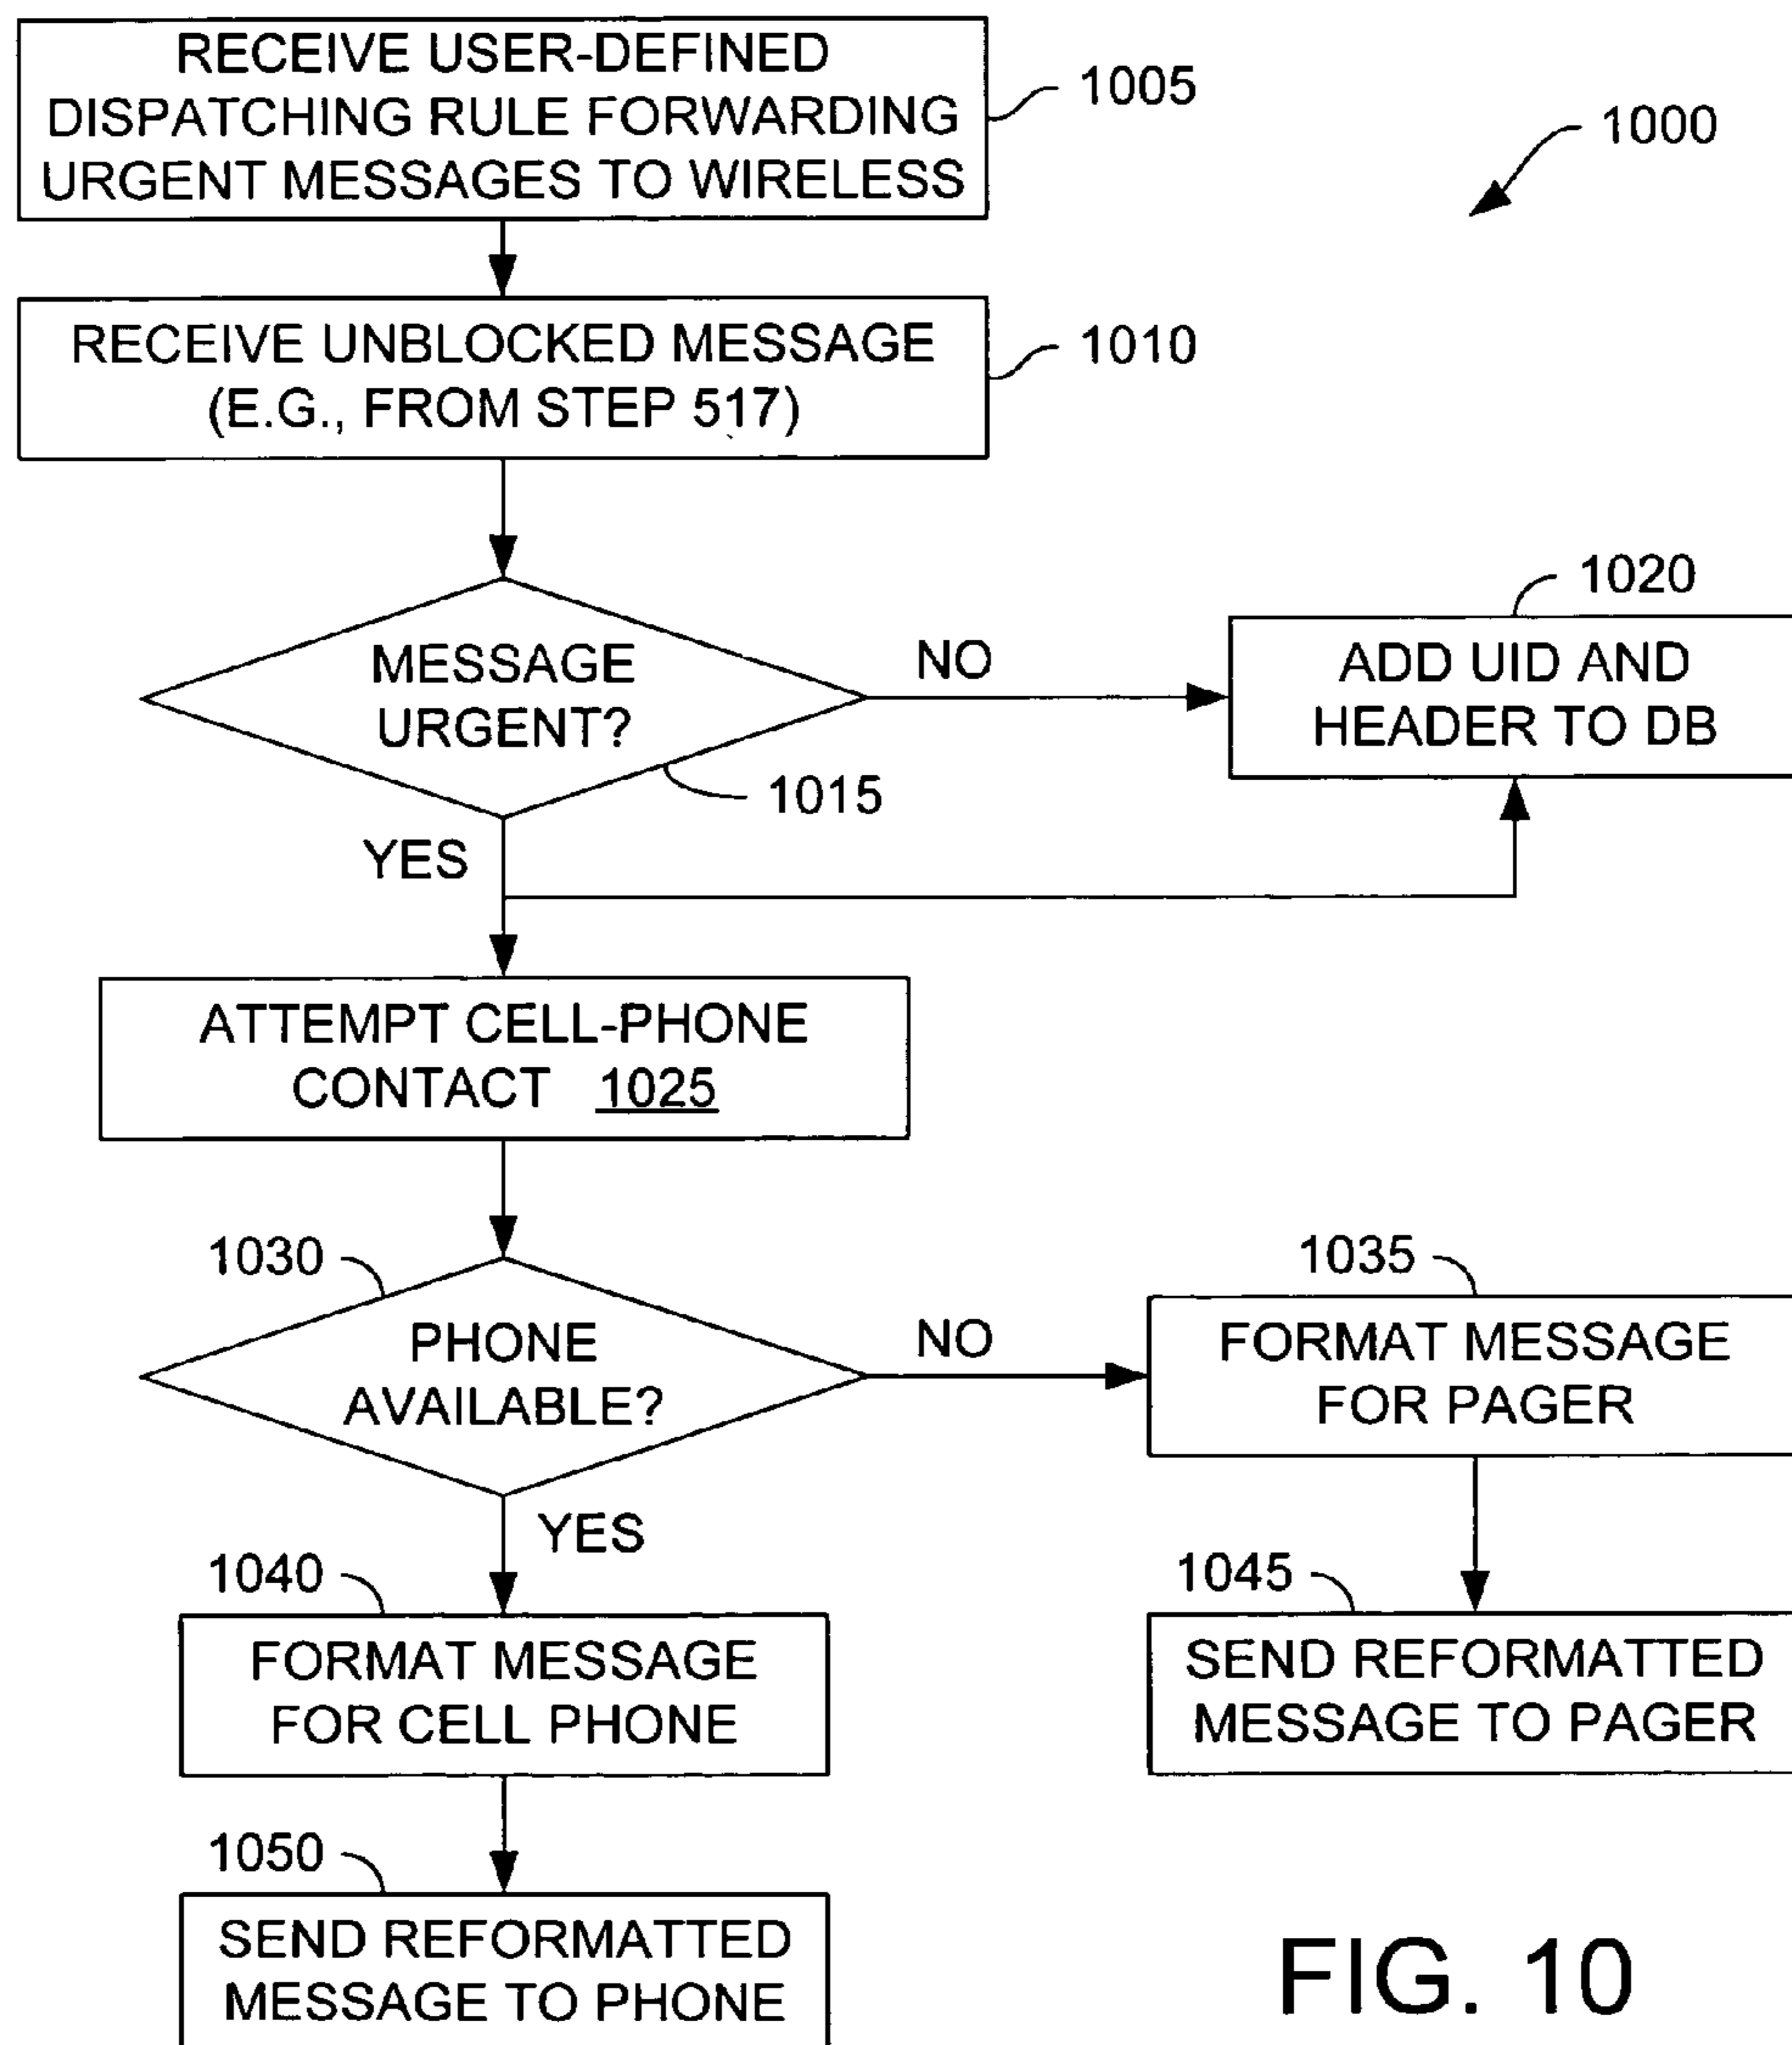 RECEIVE USER-DEFINED
DISPATCHING RULE FORWARDING
URGENT MESSAGES TO WIRELESS
1005
1000
RECEIVE UNBLOCKED MESSAGE
(E.G., FROM STEP 517)
1010
MESSAGE
URGENT?
1015
NO
1020
ADD UID AND
HEADER TO DB
YES
ATTEMPT CELL-PHONE
CONTACT 1025
1030
PHONE
AVAILABLE?
NO
1035
FORMAT MESSAGE
FOR PAGER
YES
1040
FORMAT MESSAGE
FOR CELL PHONE
1045
SEND REFORMATTED
MESSAGE TO PAGER
1050
SEND REFORMATTED
MESSAGE TO PHONE
FIG. 10